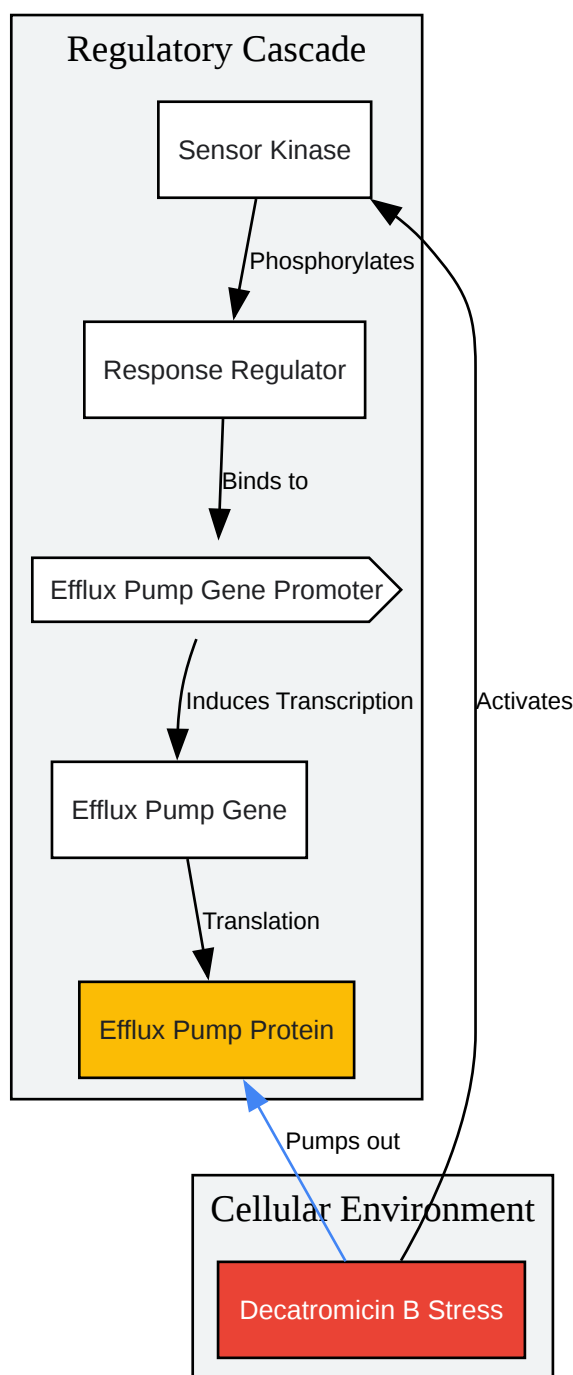 Regulatory Cascade
Sensor Kinase
Phosphorylates
Response Regulator
Binds to
Efflux Pump Gene Promoter
Induces Transcription
Activates
Efflux Pump Gene
Translation
Efflux Pump Protein
Pumps out
Cellular Environment
Decatromicin B Stress